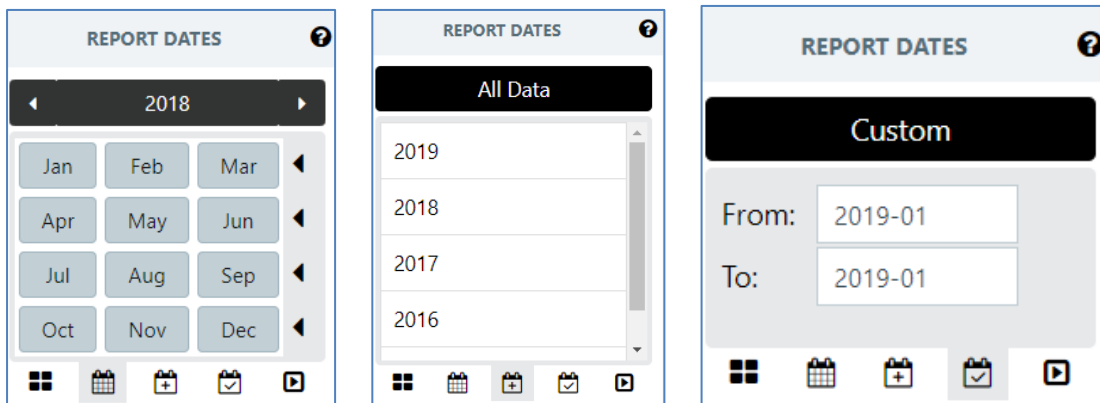 REPORT DATES
2018
Jan Feb Mar
Apr May Jun
Jul Aug Sep
Oct Nov Dec
REPORT DATES
All Data
2019
2018
2017
2016
REPORT DATES
Custom
From: 2019-01
To: 2019-01